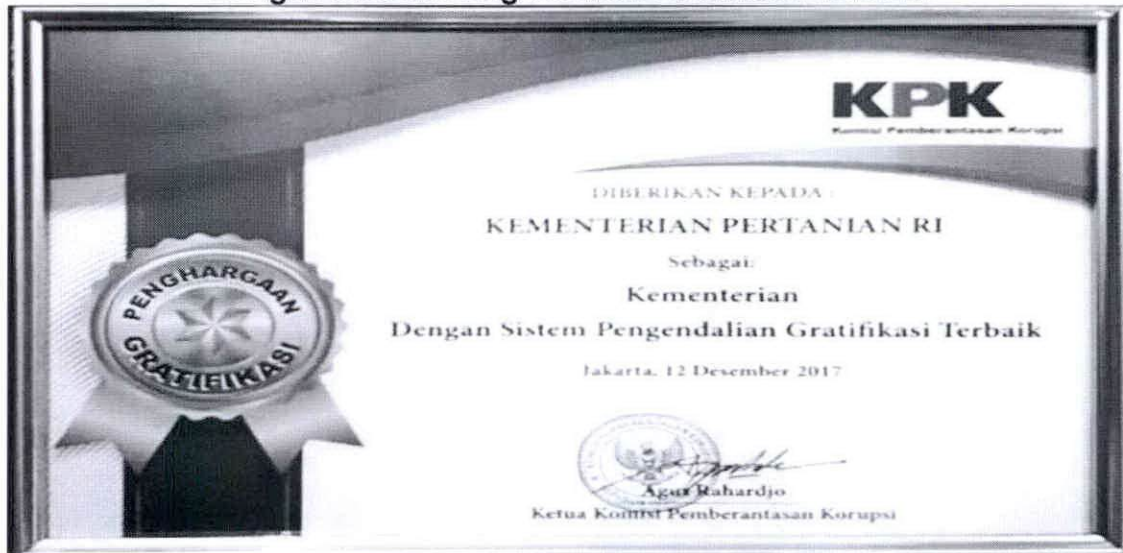 KPK
Komisi Pemberantasan Korupsi
DIBERIKAN KEPADA :
KEMENTERIAN PERTANIAN RI
Sebagai:
Kementerian
Dengan Sistem Pengendalian Gratifikasi Terbaik
Jakarta, 12 Desember 2017
PENGHARGAAN
GRATIFIKASI
Agus Rahardjo
Ketua Komisi Pemberantasan Korupsi